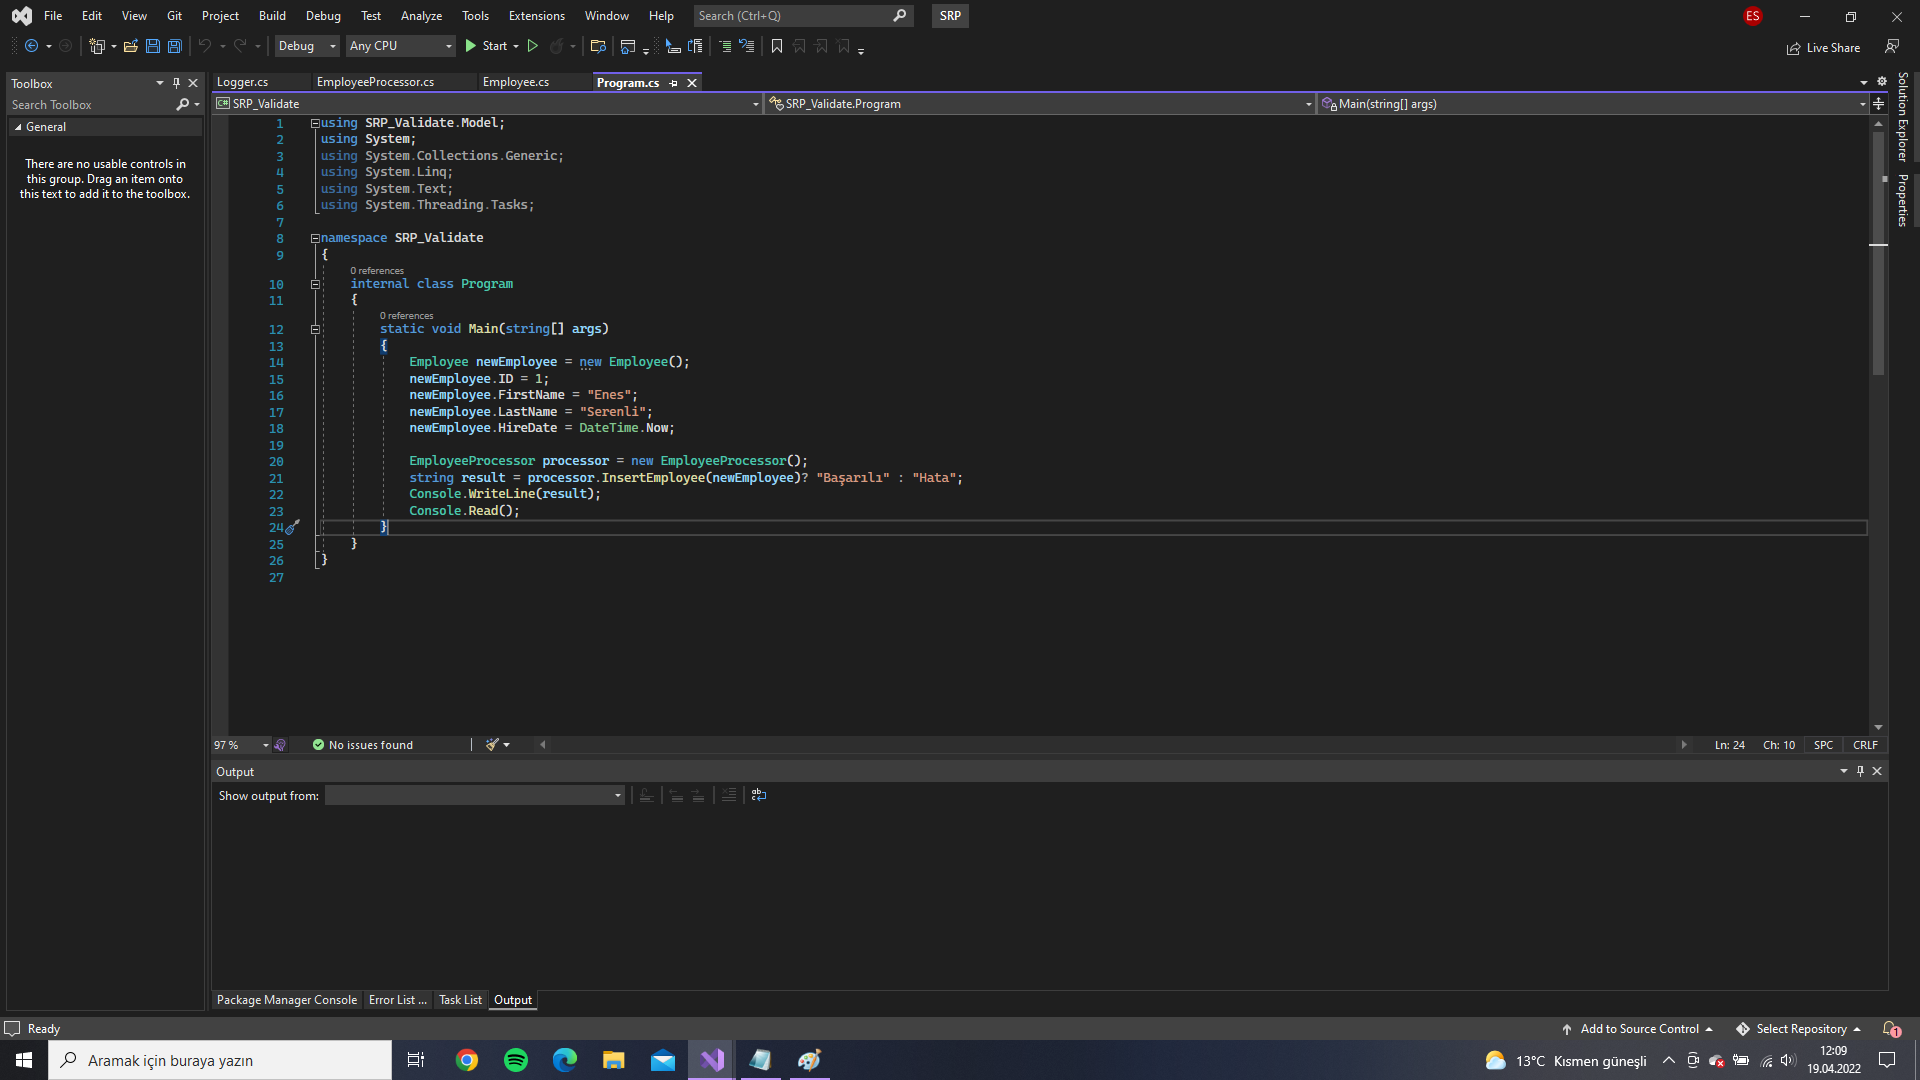 File Edit View Git Project Build Debug Test Analyze Tools Extensions Window Help Search (Ctrl+Q) SRP ES
Debug Any CPU Start Live Share
Toolbox
Search Toolbox
General
There are no usable controls in
this group. Drag an item onto
this text to add it to the toolbox.
Logger.cs EmployeeProcessor.cs Employee.cs Program.cs
C# SRP_Validate SRP_Validate.Program Main(string[] args)
1 using SRP_Validate.Model;
2 using System;
3 using System.Collections.Generic;
4 using System.Linq;
5 using System.Text;
6 using System.Threading.Tasks;
7
8 namespace SRP_Validate
9 {
0 references
10 internal class Program
11 {
0 references
12 static void Main(string[] args)
13 {
14 Employee newEmployee = new Employee();
15 newEmployee.ID = 1;
16 newEmployee.FirstName = "Enes";
17 newEmployee.LastName = "Serenli";
18 newEmployee.HireDate = DateTime.Now;
19
20 EmployeeProcessor processor = new EmployeeProcessor();
21 string result = processor.InsertEmployee(newEmployee)? "Başarılı" : "Hata";
22 Console.WriteLine(result);
23 Console.Read();
24 }
25 }
26 }
27
Solution Explorer
Properties
97 % No issues found Ln: 24 Ch: 10 SPC CRLF
Output
Show output from:
Package Manager Console Error List ... Task List Output
Ready Add to Source Control Select Repository 1
Aramak için buraya yazın 13°C Kısmen güneşli 12:09
19.04.2022